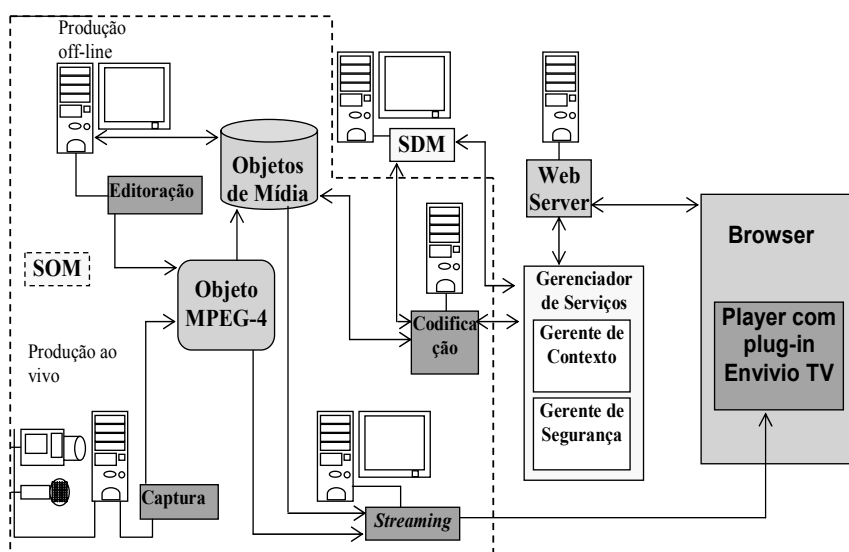 Produção
off-line
SDM
Objetos
de Mídia
Editoração
Web
Server
Browser
SOM
Objeto
MPEG-4
Gerenciador
de Serviços
Codifica
ção
Gerente de
Contexto
Player com
plug-in
Envivio TV
Produção ao
vivo
Gerente de
Segurança
Captura
Streaming